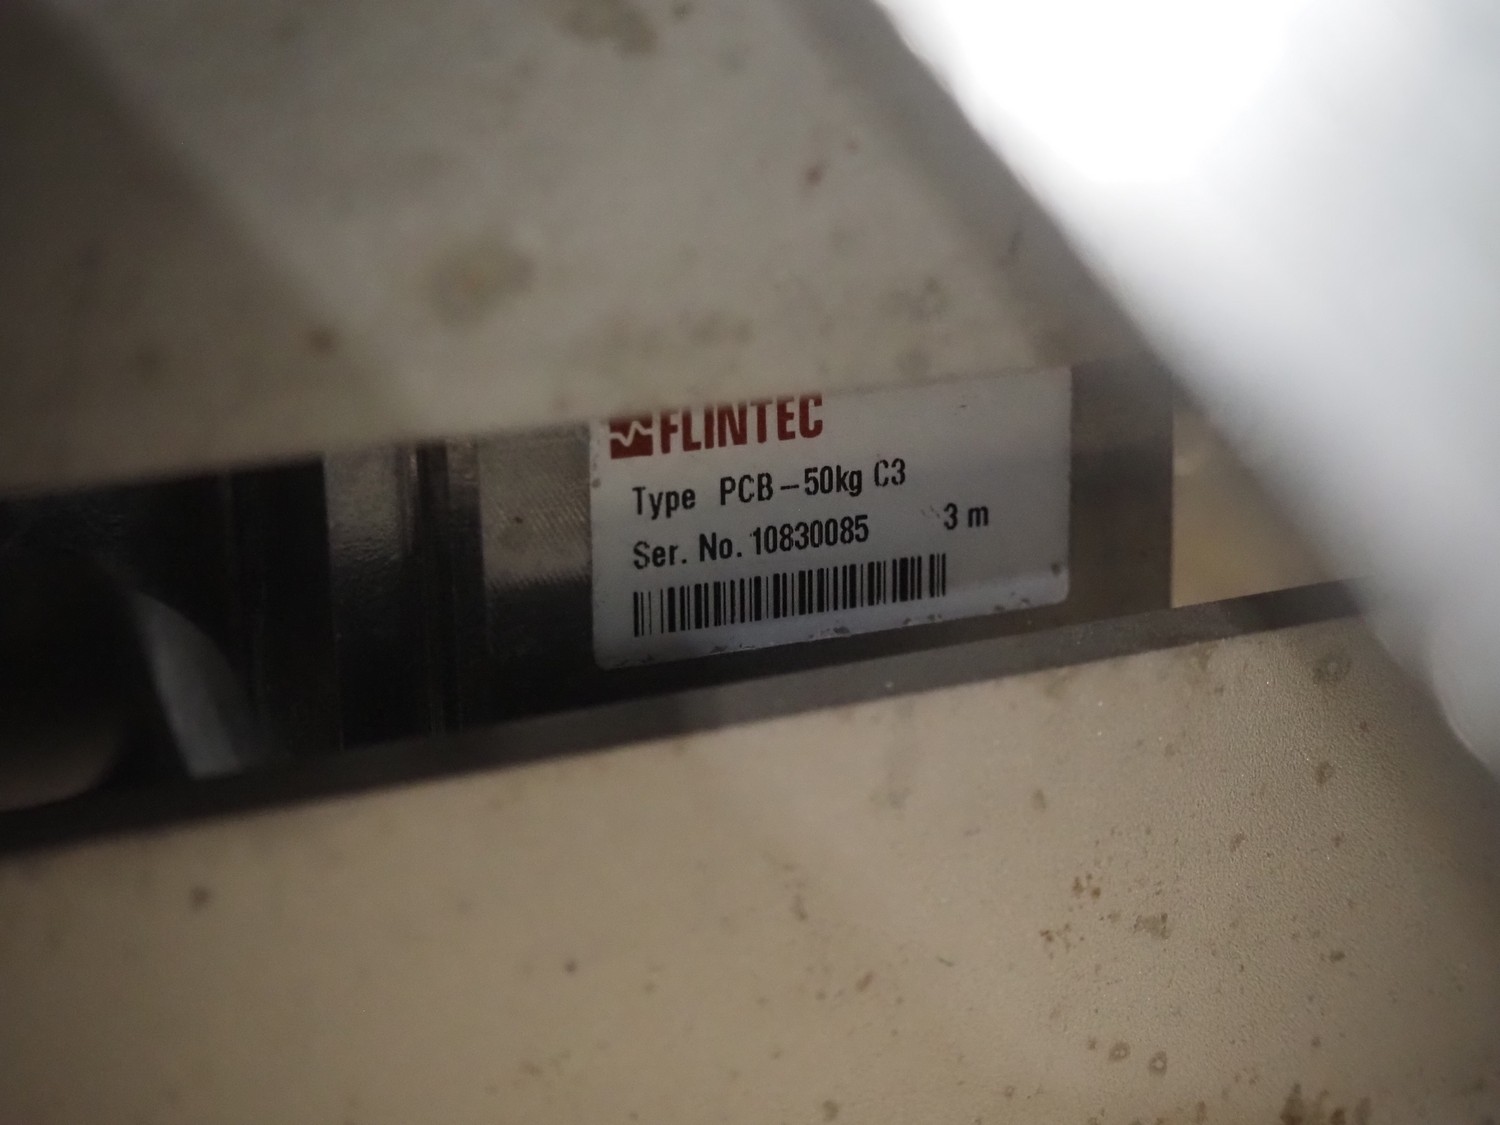 FLINTEC
Type PCB–50kg C3
Ser. No. 10830085 3 m